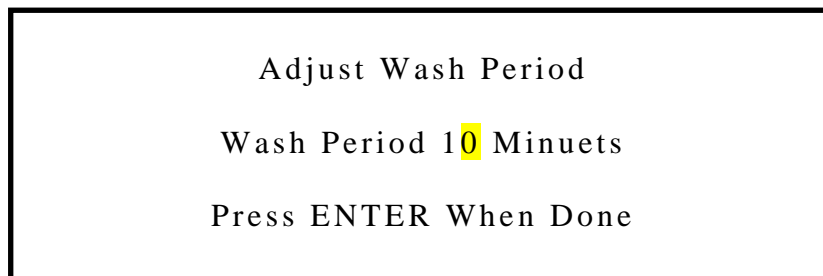 Adjust Wash Period
Wash Period 10 Minuets
Press ENTER When Done